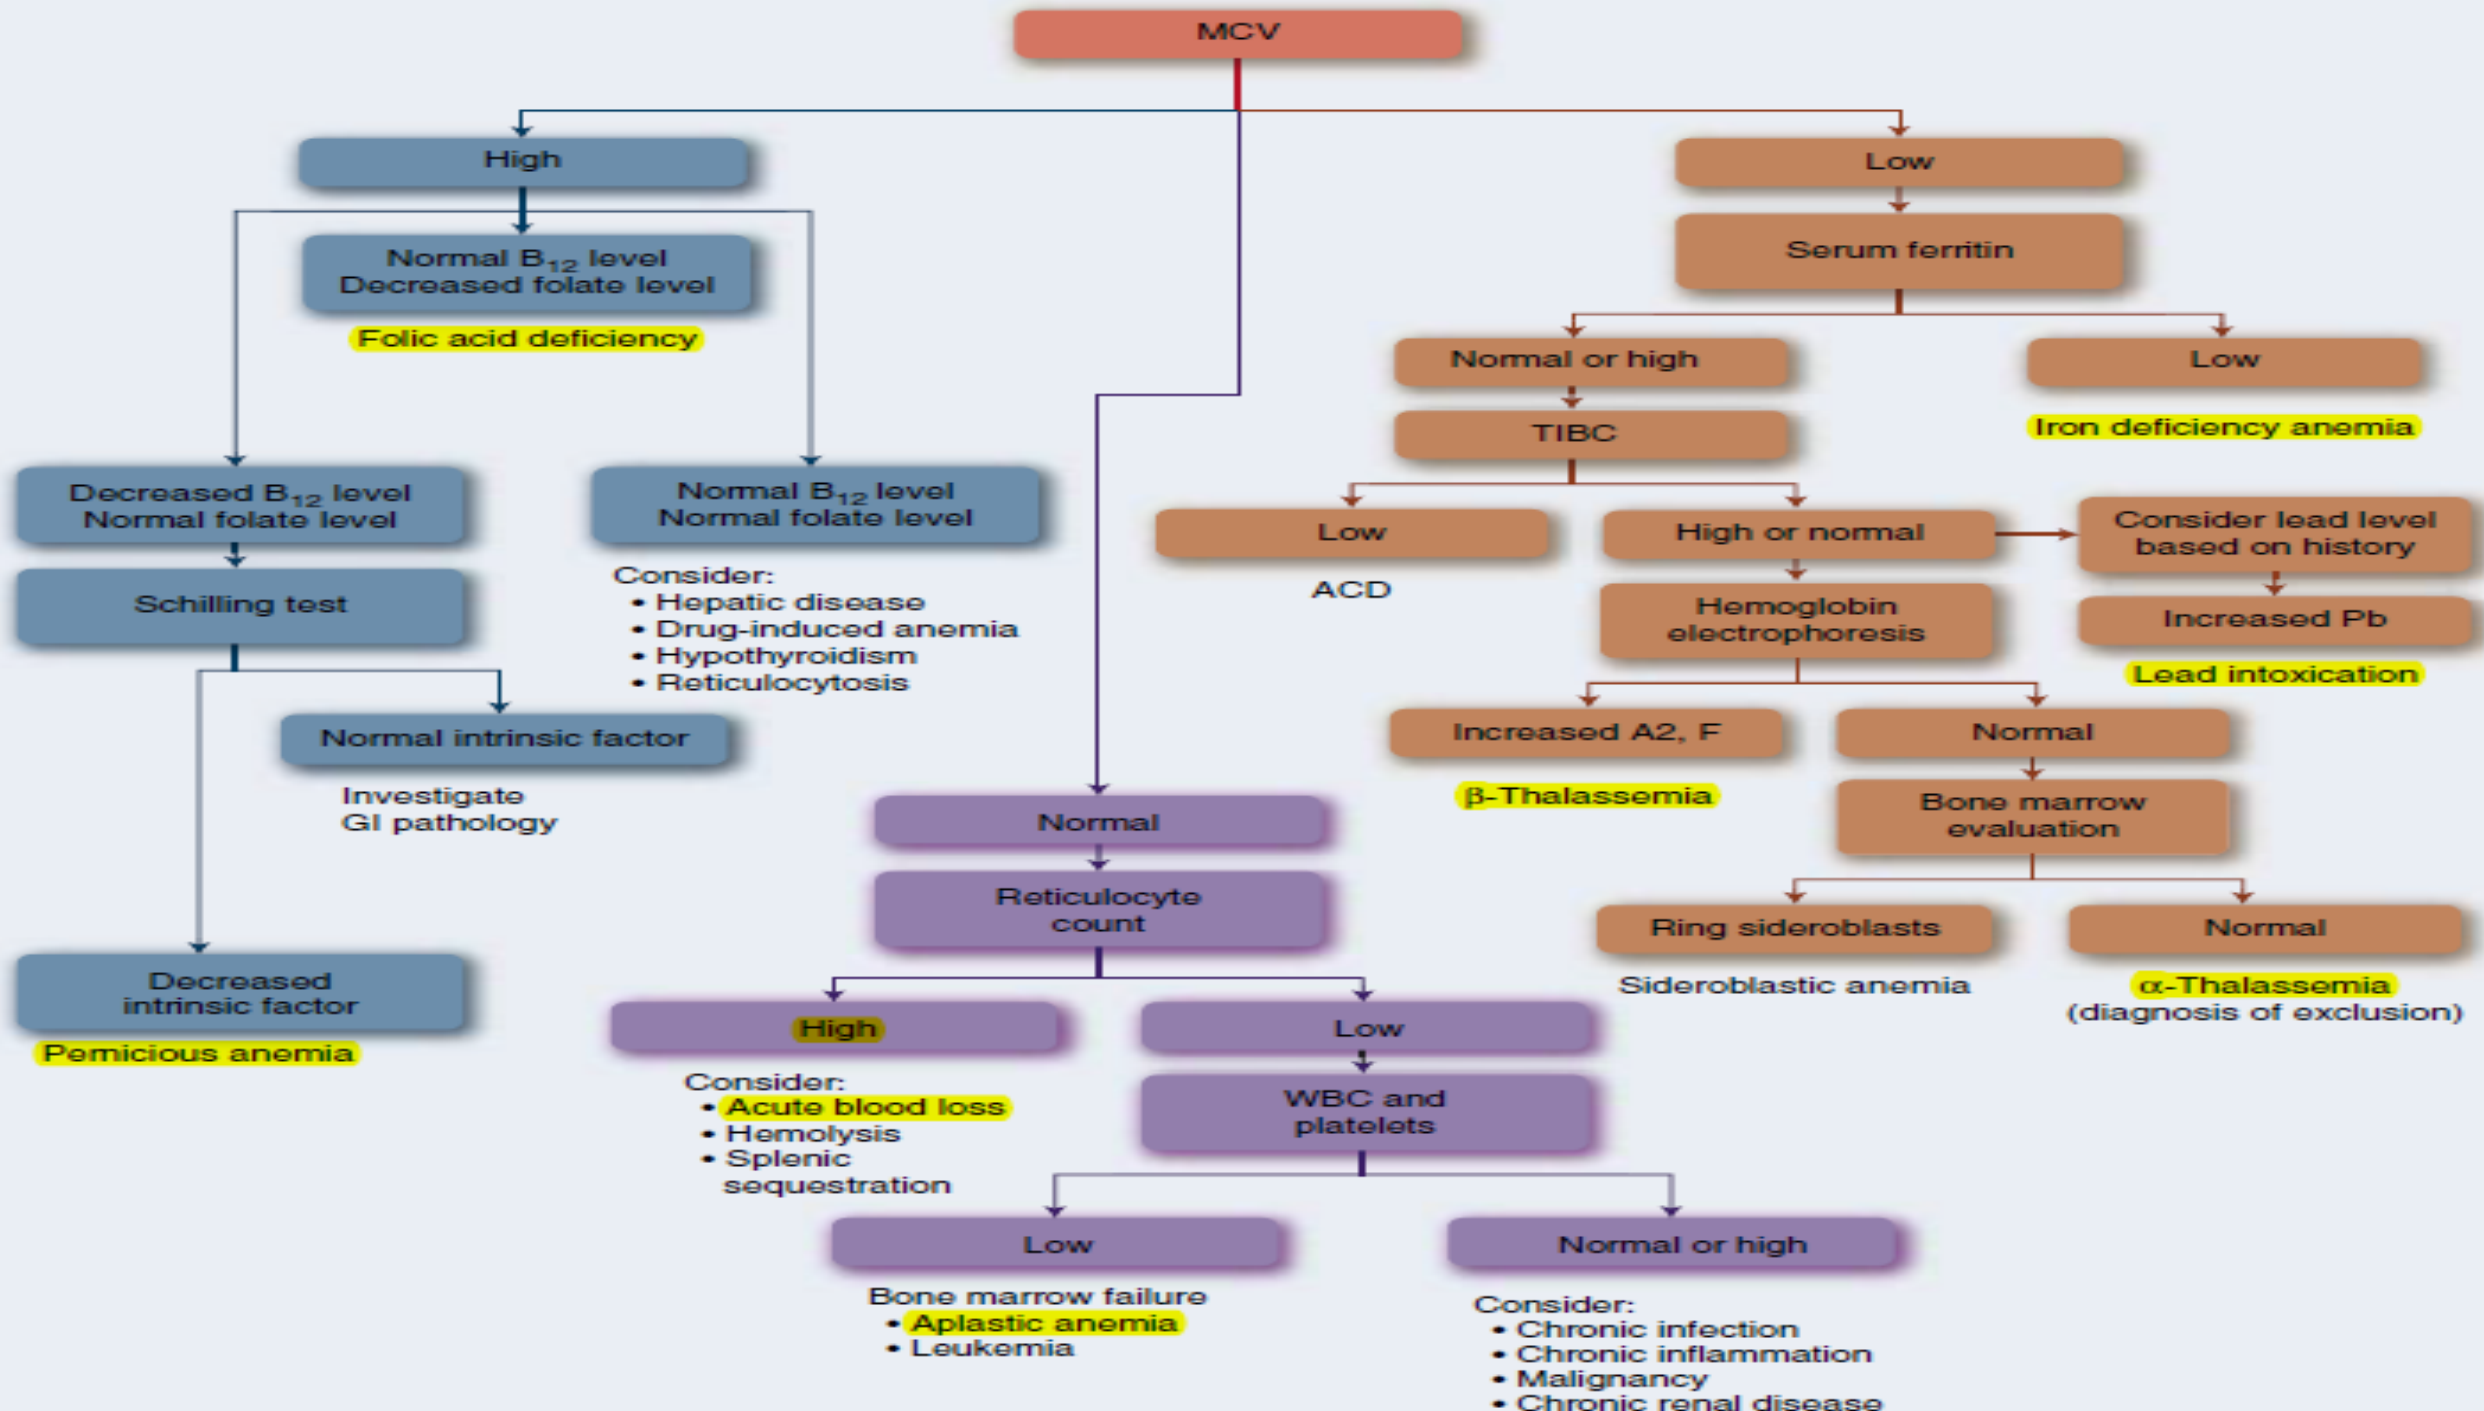 MCV
High
Normal B₁₂ level
Decreased folate level
Folic acid deficiency
Decreased B₁₂ level
Normal folate level
Schilling test
Normal intrinsic factor
Investigate
GI pathology
Decreased
intrinsic factor
Pernicious anemia
Normal B₁₂ level
Normal folate level
Consider:
• Hepatic disease
• Drug-induced anemia
• Hypothyroidism
• Reticulocytosis
Normal
Reticulocyte
count
High
Consider:
• Acute blood loss
• Hemolysis
• Splenic
sequestration
Low
WBC and
platelets
Low
Bone marrow failure
• Aplastic anemia
• Leukemia
Normal or high
Consider:
• Chronic infection
• Chronic inflammation
• Malignancy
• Chronic renal disease
Low
Serum ferritin
Normal or high
TIBC
Low
ACD
High or normal
Hemoglobin
electrophoresis
Increased A2, F
β-Thalassemia
Normal
Bone marrow
evaluation
Ring sideroblasts
Sideroblastic anemia
Normal
α-Thalassemia
(diagnosis of exclusion)
Consider lead level
based on history
Increased Pb
Lead intoxication
Low
Iron deficiency anemia